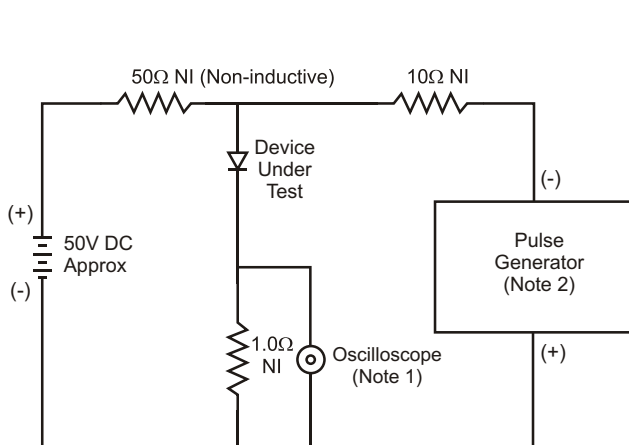 50Ω NI (Non-inductive)
10Ω NI
Device
Under
Test
(-)
(+)
50V DC
Approx
(-)
Pulse
Generator
(Note 2)
1.0Ω
NI
Oscilloscope
(Note 1)
(+)